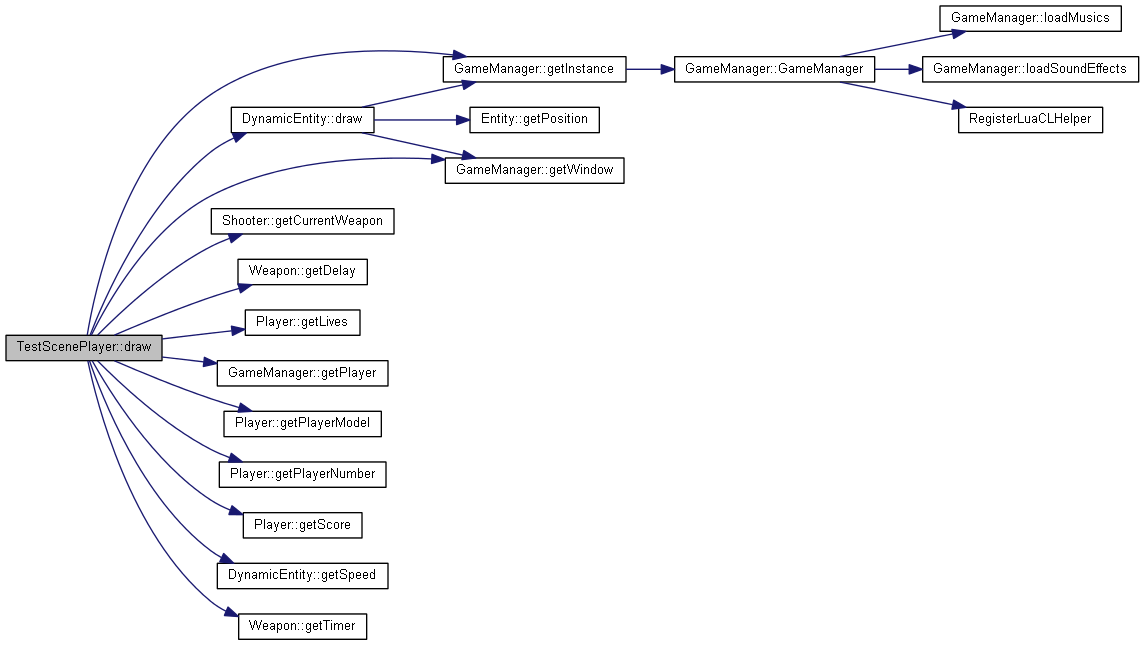 GameManager::loadMusics
GameManager::getInstance
GameManager::GameManager
GameManager::loadSoundEffects
DynamicEntity::draw
Entity::getPosition
RegisterLuaCLHelper
GameManager::getWindow
Shooter::getCurrentWeapon
Weapon::getDelay
Player::getLives
TestScenePlayer::draw
GameManager::getPlayer
Player::getPlayerModel
Player::getPlayerNumber
Player::getScore
DynamicEntity::getSpeed
Weapon::getTimer